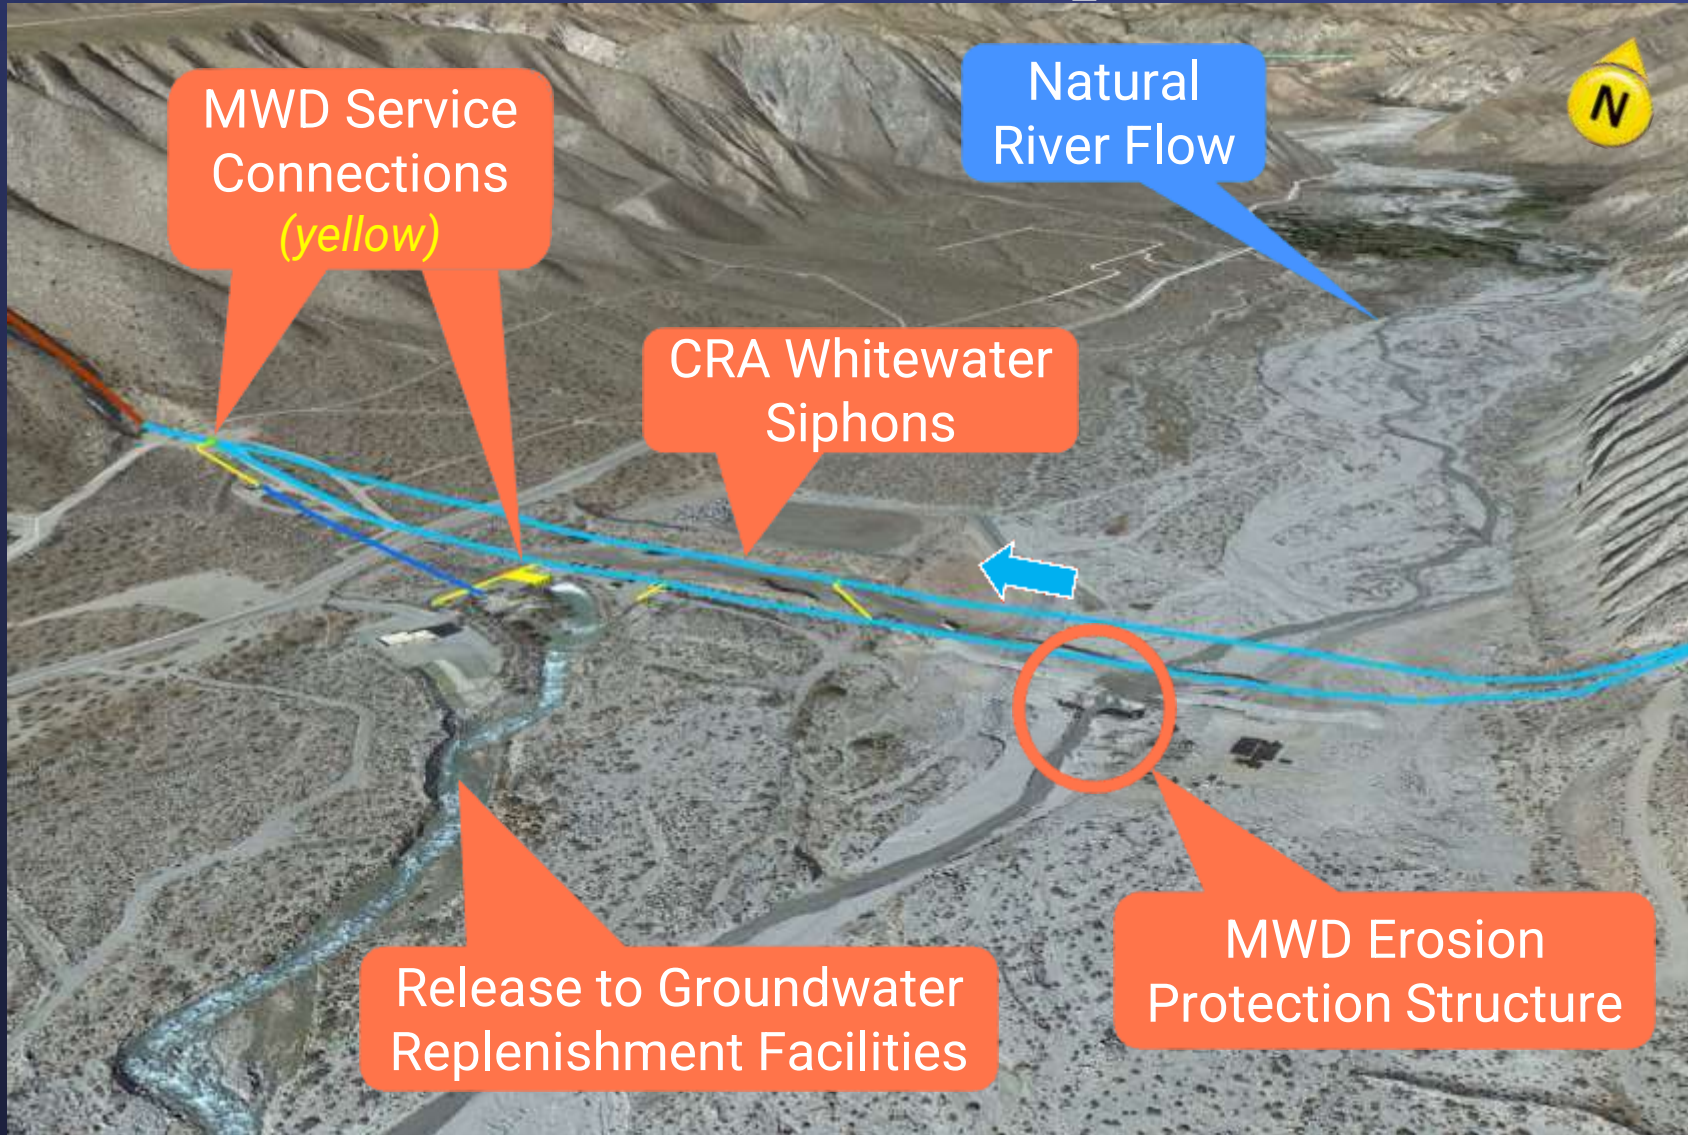 MWD Service
Connections
(yellow)
Natural
River Flow
N
CRA Whitewater
Siphons
Release to Groundwater
Replenishment Facilities
MWD Erosion
Protection Structure